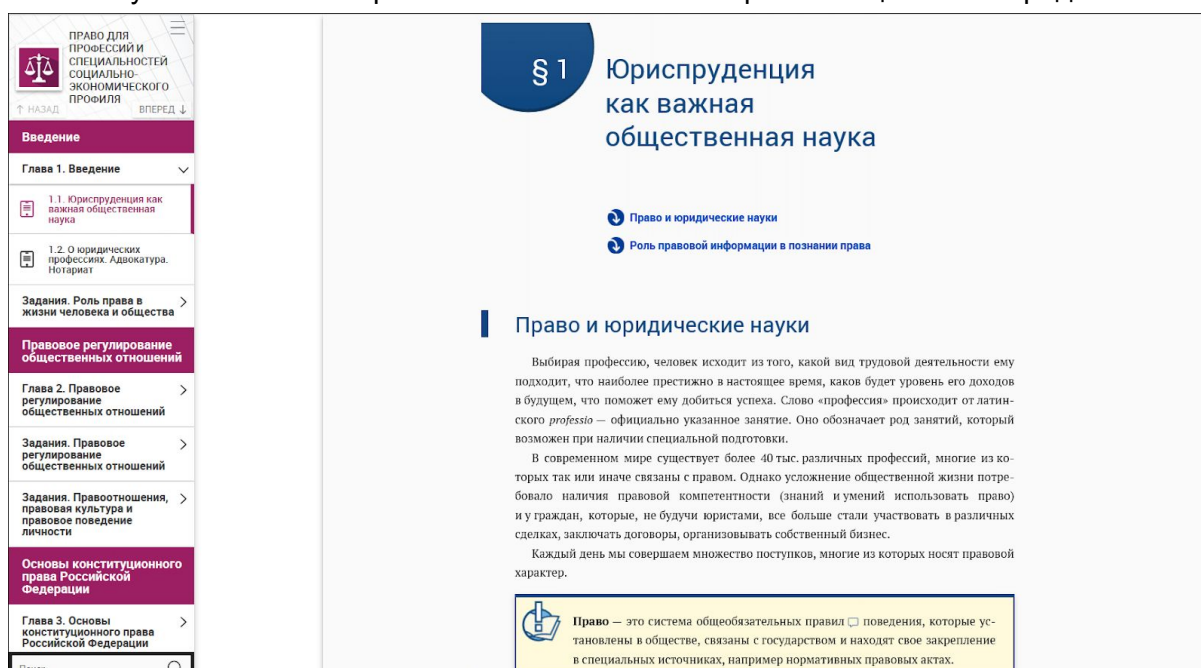 ПРАВО ДЛЯ
ПРОФЕССИЙ И
СПЕЦИАЛЬНОСТЕЙ
СОЦИАЛЬНО-
ЭКОНОМИЧЕСКОГО
ПРОФИЛЯ
↑ НАЗАД
ВПЕРЕД ↓
Введение
Глава 1. Введение
1.1. Юриспруденция как
важная общественная
наука
1.2. О юридических
профессиях. Адвокатура.
Нотариат
Задания. Роль права в
жизни человека и общества
Правовое регулирование
общественных отношений
Глава 2. Правовое
регулирование
общественных отношений
Задания. Правовое
регулирование
общественных отношений
Задания. Правоотношения,
правовая культура и
правовое поведение
личности
Основы конституционного
права Российской
Федерации
Глава 3. Основы
конституционного права
Российской Федерации
§ 1
Юриспруденция
как важная
общественная наука
Право и юридические науки
Роль правовой информации в познании права
Право и юридические науки
Выбирая профессию, человек исходит из того, какой вид трудовой деятельности ему
подходит, что наиболее престижно в настоящее время, каков будет уровень его доходов
в будущем, что поможет ему добиться успеха. Слово «профессия» происходит от латин-
ского professio — официально указанное занятие. Оно обозначает род занятий, который
возможен при наличии специальной подготовки.
В современном мире существует более 40 тыс. различных профессий, многие из ко-
торых так или иначе связаны с правом. Однако усложнение общественной жизни потре-
бовало наличия правовой компетентности (знаний и умений использовать право)
и у граждан, которые, не будучи юристами, все больше стали участвовать в различных
сделках, заключать договоры, организовывать собственный бизнес.
Каждый день мы совершаем множество поступков, многие из которых носят правовой
характер.
Право — это система общеобязательных правил поведения, которые ус-
тановлены в обществе, связаны с государством и находят свое закрепление
в специальных источниках, например нормативных правовых актах.